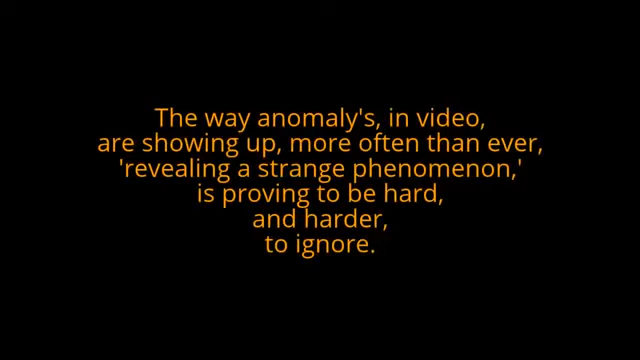 The way anomaly's, in video,
are showing up, more often than ever,
'revealing a strange phenomenon,'
is proving to be hard,
and harder,
to ignore.